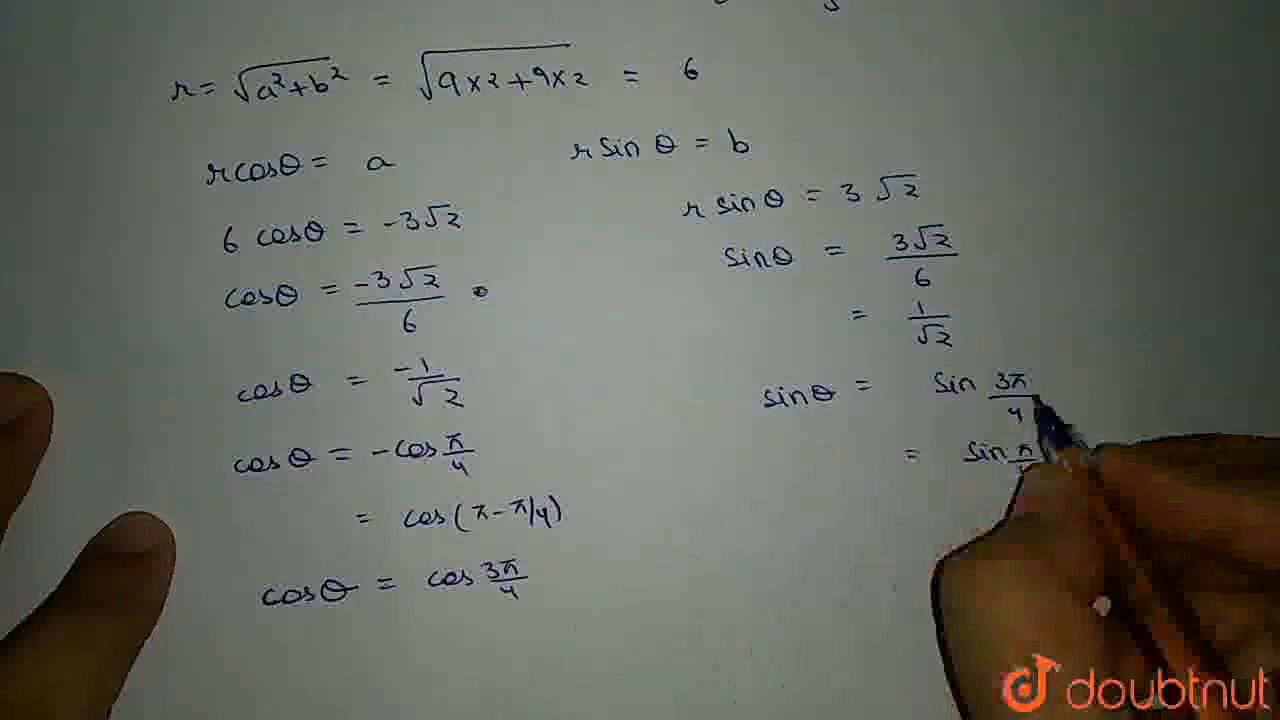 r = √a²+b² = √9×2+9×2 = 6
r cosθ = a
r sin θ = b
6 cosθ = -3√2
r sinθ = 3√2
cosθ = -3√2/6
sinθ = 3√2/6
= 1/√2
cosθ = -1/√2
sinθ = sin 3π/4
cosθ = -cos π/4
= sin π/
= cos(π-π/4)
cosθ = cos 3π/4
doubtnut